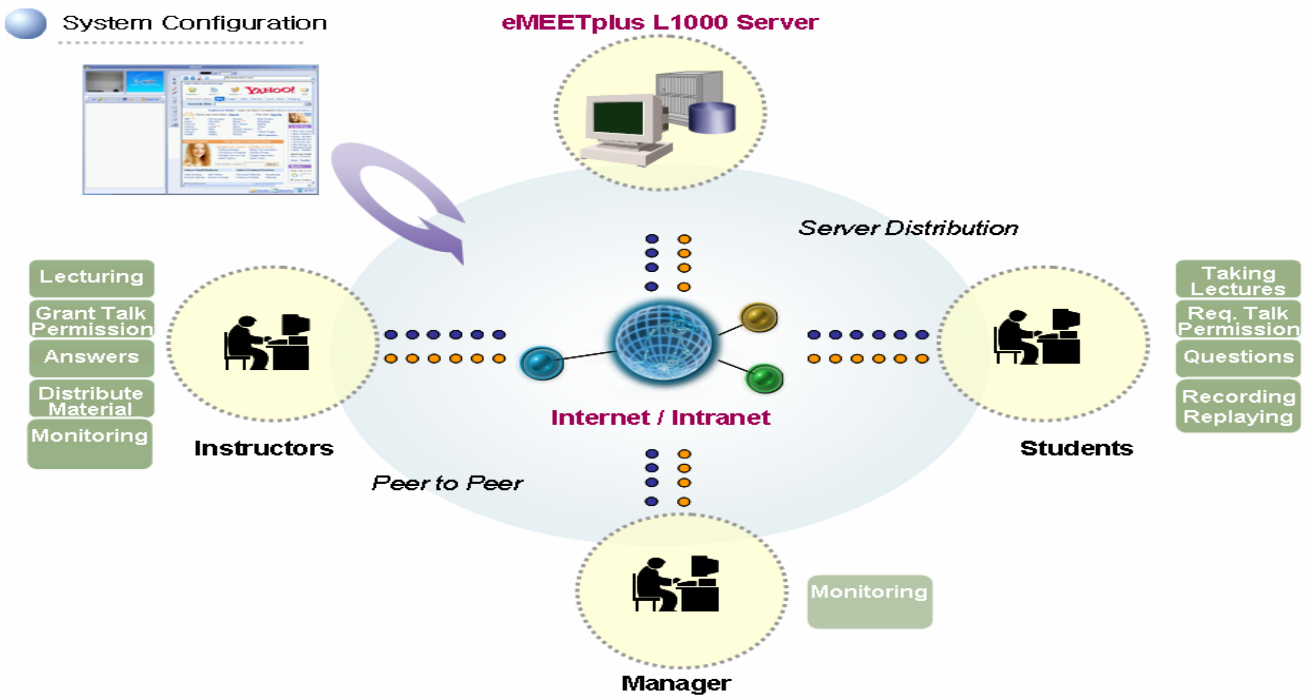 System Configuration
eMEETplus L1000 Server
YAHOO!
Server Distribution
Lecturing
Grant Talk
Permission
Answers
Distribute
Material
Monitoring
Instructors
Internet / Intranet
Taking
Lectures
Req. Talk
Permission
Questions
Recording
Replaying
Students
Peer to Peer
Monitoring
Manager